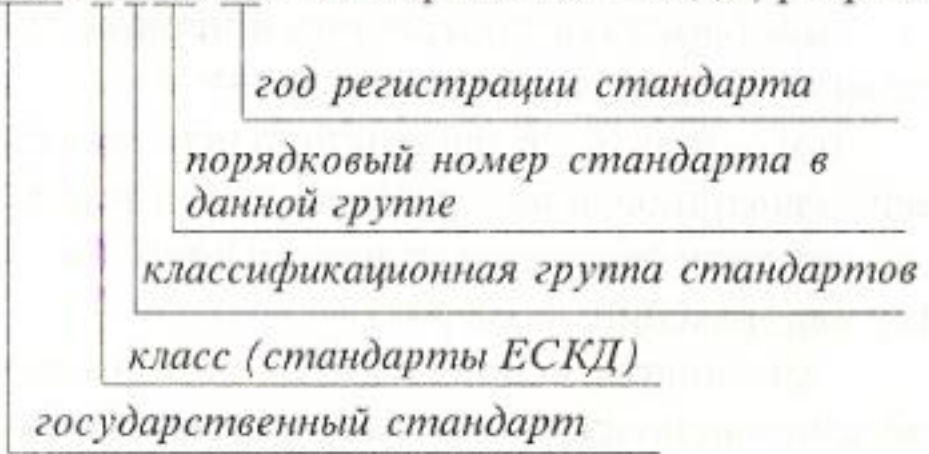 год регистрации стандарта
порядковый номер стандарта в
данной группе
классификационная группа стандартов
класс (стандарты ЕСКД)
государственный стандарт